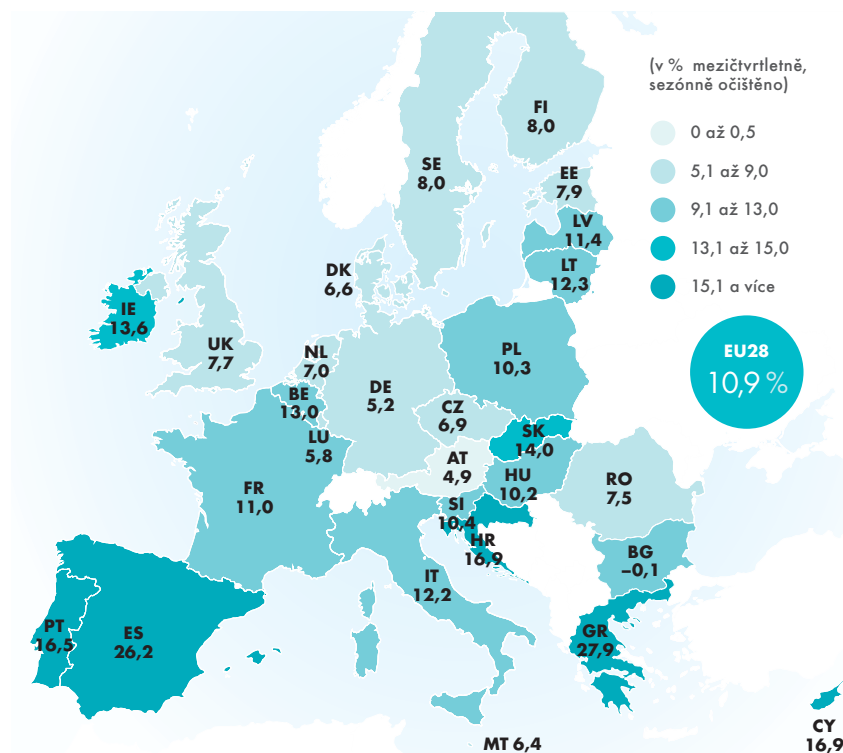 (v % mezičtvrtletně,
sezónně očištěno)
0 až 0,5
5,1 až 9,0
9,1 až 13,0
13,1 až 15,0
15,1 a více
EU28
10,9 %
FI
8,0
SE
8,0
EE
7,9
LV
11,4
LT
12,3
DK
6,6
IE
13,6
UK
7,7
NL
7,0
BE
13,0
LU
5,8
DE
5,2
PL
10,3
CZ
6,9
SK
14,0
AT
4,9
HU
10,2
RO
7,5
FR
11,0
SI
10,4
HR
16,9
BG
–0,1
IT
12,2
PT
16,5
ES
26,2
GR
27,9
CY
16,9
MT 6,4